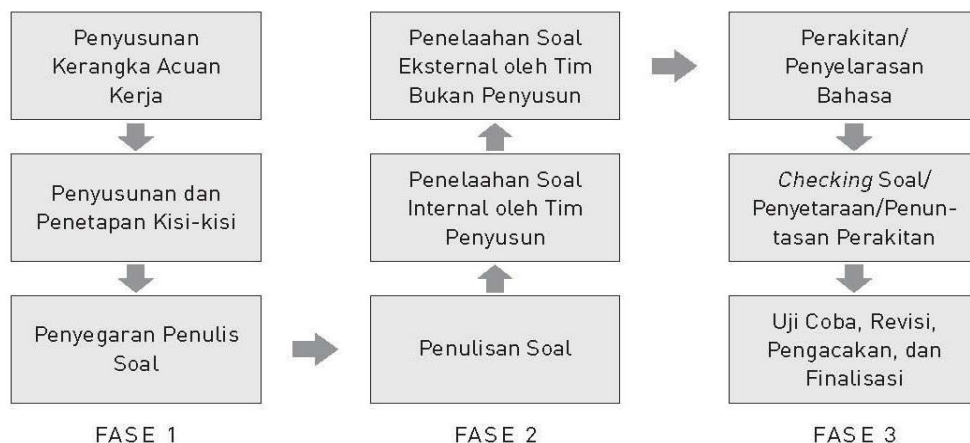 Penyusunan
Kerangka Acuan
Kerja
Penyusunan dan
Penetapan Kisi-kisi
Penyegaran Penulis
Soal
FASE 1
Penelaahan Soal
Eksternal oleh Tim
Bukan Penyusun
Penelaahan Soal
Internal oleh Tim
Penyusun
Penulisan Soal
FASE 2
Perakitan/
Penyelarasan
Bahasa
Checking Soal/
Penyetaraan/Penun-
tasan Perakitan
Uji Coba, Revisi,
Pengacakan, dan
Finalisasi
FASE 3